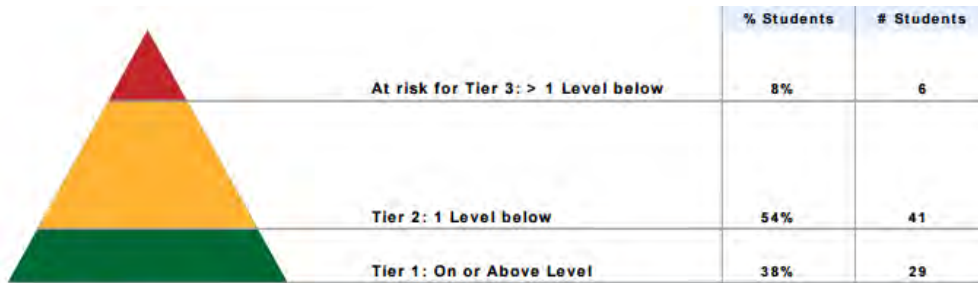 % Students # Students
At risk for Tier 3: > 1 Level below 8% 6
Tier 2: 1 Level below 54% 41
Tier 1: On or Above Level 38% 29